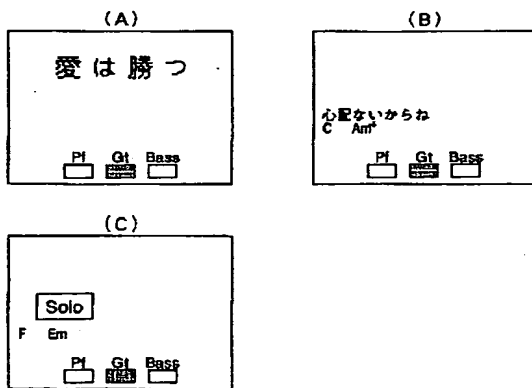 (A)
愛は勝つ
Pf Gt Bass
(B)
心配ないからね
C Am⁺
Pf Gt Bass
(C)
Solo
F Em
Pf Gt Bass